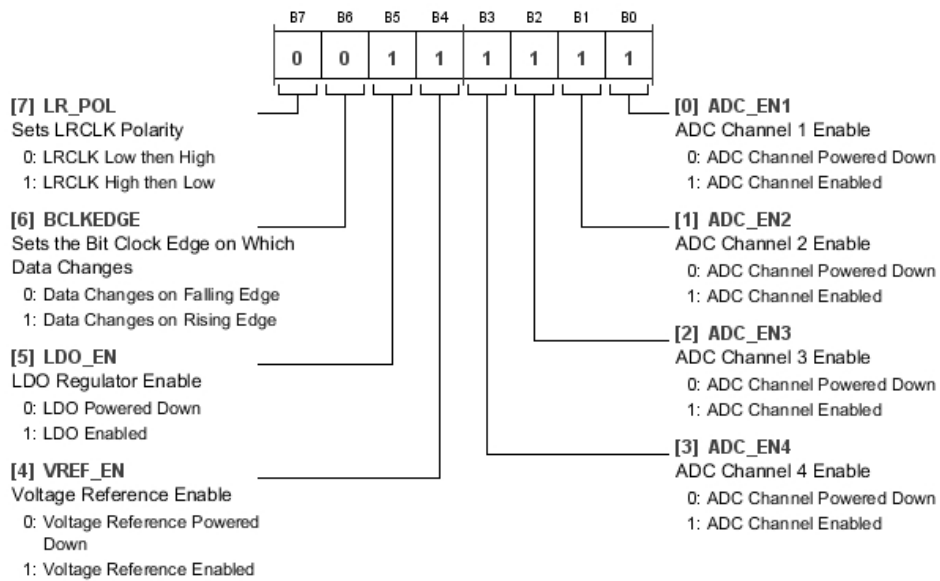 B7 B6 B5 B4 B3 B2 B1 B0
0 0 1 1 1 1 1 1
[7] LR_POL
Sets LRCLK Polarity
0: LRCLK Low then High
1: LRCLK High then Low
[6] BCLKEDGE
Sets the Bit Clock Edge on Which
Data Changes
0: Data Changes on Falling Edge
1: Data Changes on Rising Edge
[5] LDO_EN
LDO Regulator Enable
0: LDO Powered Down
1: LDO Enabled
[4] VREF_EN
Voltage Reference Enable
0: Voltage Reference Powered
Down
1: Voltage Reference Enabled
[0] ADC_EN1
ADC Channel 1 Enable
0: ADC Channel Powered Down
1: ADC Channel Enabled
[1] ADC_EN2
ADC Channel 2 Enable
0: ADC Channel Powered Down
1: ADC Channel Enabled
[2] ADC_EN3
ADC Channel 3 Enable
0: ADC Channel Powered Down
1: ADC Channel Enabled
[3] ADC_EN4
ADC Channel 4 Enable
0: ADC Channel Powered Down
1: ADC Channel Enabled